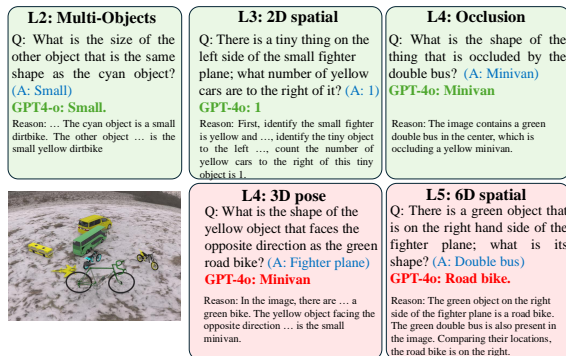 L2: Multi-Objects
Q: What is the size of the
other object that is the same
shape as the cyan object?
(A: Small)
GPT4-o: Small.
Reason: … The cyan object is a small
dirtbike. The other object … is the
small yellow dirtbike
L3: 2D spatial
Q: There is a tiny thing on the
left side of the small fighter
plane; what number of yellow
cars are to the right of it? (A: 1)
GPT-4o: 1
Reason: First, identify the small fighter
is yellow and …, identify the tiny object
to the left …, count the number of
yellow cars to the right of this tiny
object is 1.
L4: Occlusion
Q: What is the shape of the
thing that is occluded by the
double bus? (A: Minivan)
GPT-4o: Minivan
Reason: The image contains a green
double bus in the center, which is
occluding a yellow minivan.
L4: 3D pose
Q: What is the shape of the
yellow object that faces the
opposite direction as the green
road bike? (A: Fighter plane)
GPT-4o: Minivan
Reason: In the image, there are … a
green bike. The yellow object facing the
opposite direction … is the small
minivan.
L5: 6D spatial
Q: There is a green object that
is on the right hand side of the
fighter plane; what is its
shape? (A: Double bus)
GPT-4o: Road bike.
Reason: The green object on the right
side of the fighter plane is a road bike.
The green double bus is also present in
the image. Comparing their locations,
the road bike is on the right.